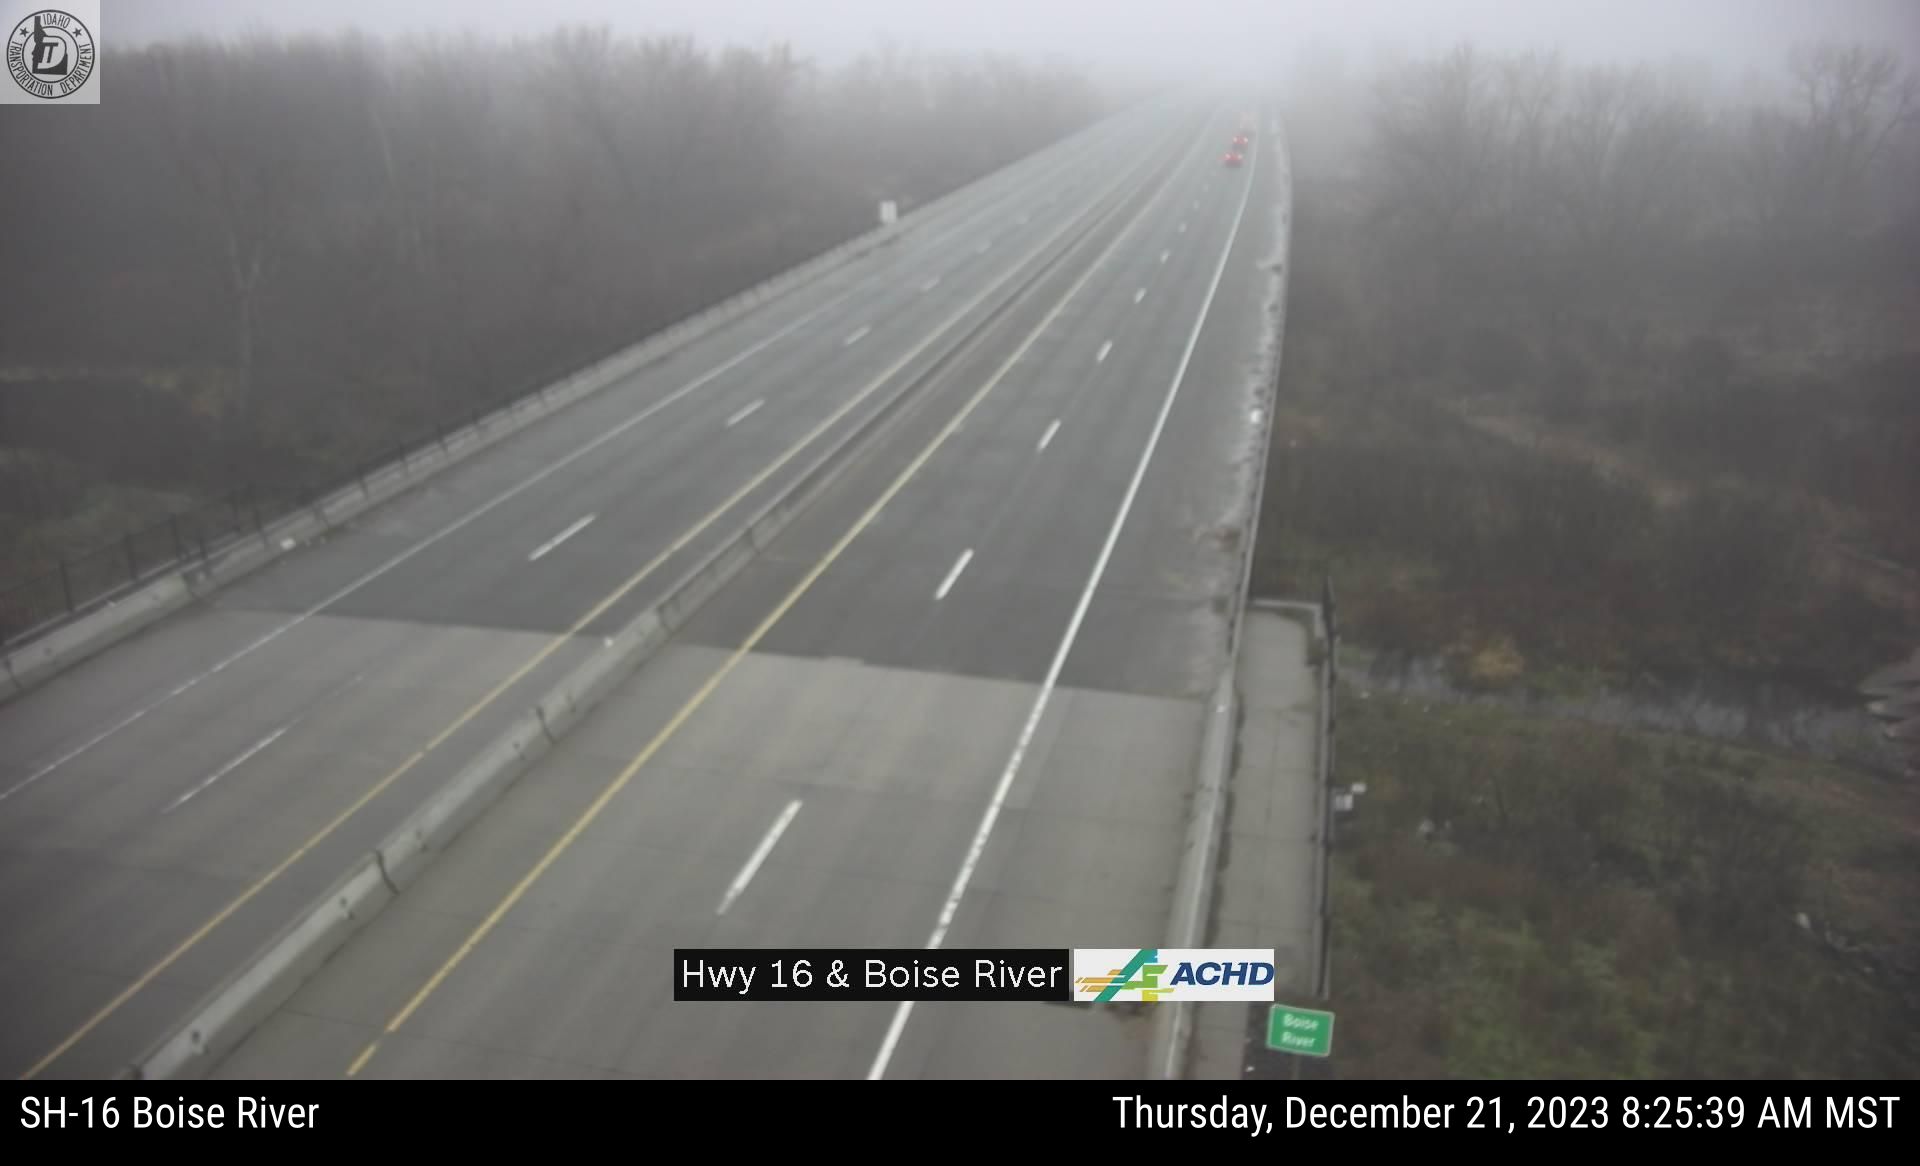 IDAHO
TRANSPORTATION DEPARTMENT
Hwy 16 & Boise River
ACHD
Boise
River
SH-16 Boise River
Thursday, December 21, 2023 8:25:39 AM MST